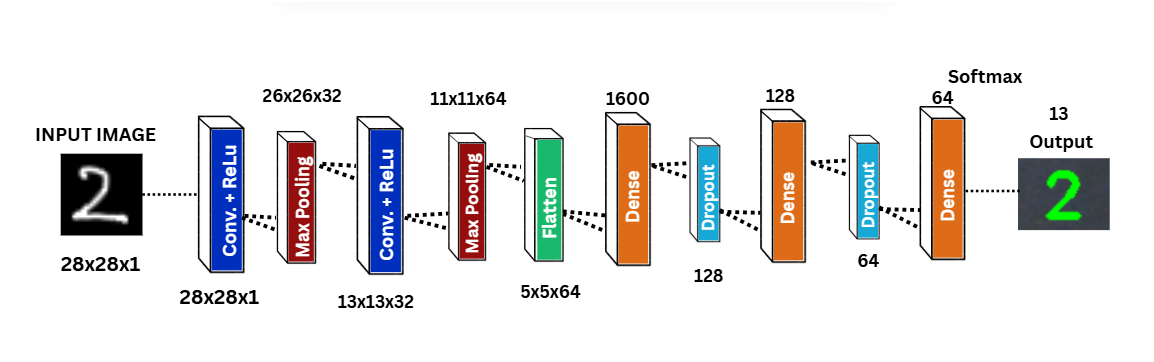 INPUT IMAGE
2
28x28x1
Conv. + ReLu
28x28x1
26x26x32
Max Pooling
Conv. + ReLu
13x13x32
11x11x64
Max Pooling
Flatten
5x5x64
1600
Dense
Dropout
128
128
Dense
Dropout
64
Softmax
64
Dense
13
Output
2